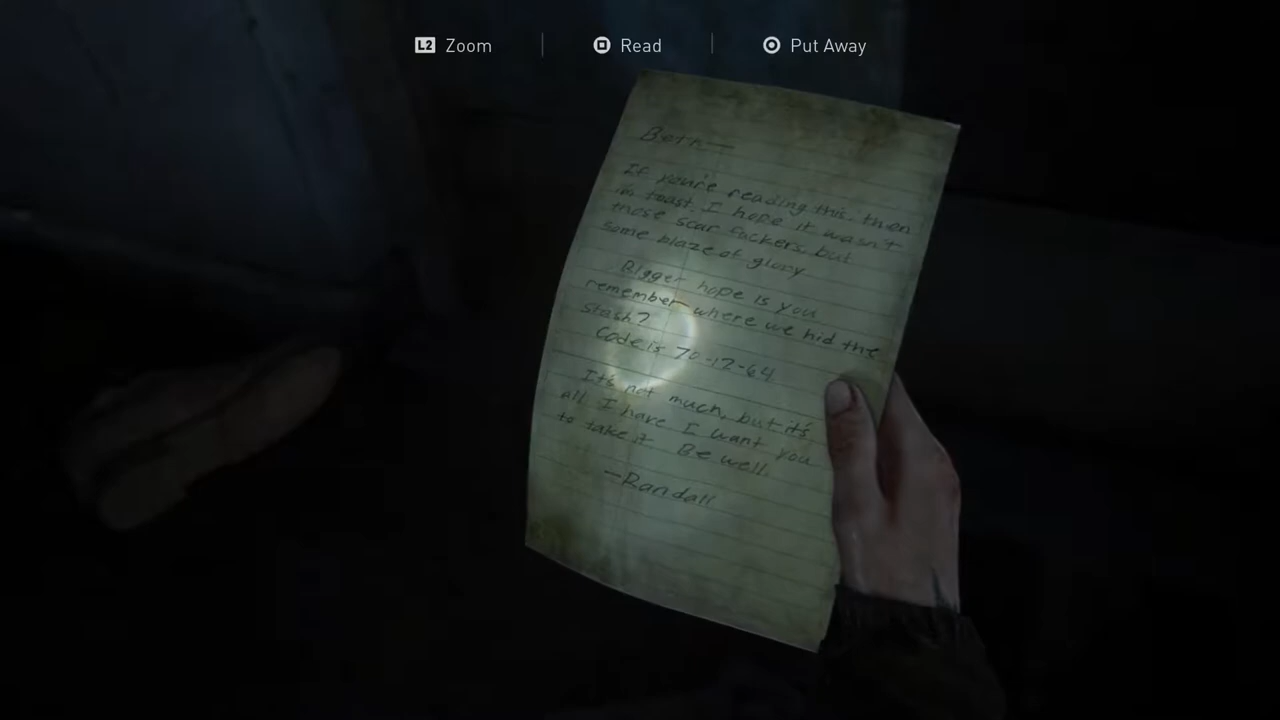 L2 Zoom Read Put Away
Beth—
If you're reading this, then
i'm toast. I hope it wasn't
those scar fuckers, but
some blaze of glory
Bigger hope is you
remember where we hid the
stash?
Code is 70-12-64
It's not much, but it's
all I have I want you
to take it Be well.
—Randall